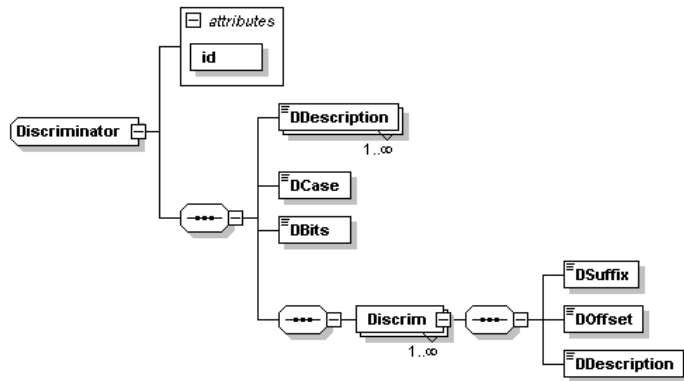 attributes
id
Discriminator
DDescription
1..∞
DCase
DBits
Discrim
1..∞
DSuffix
DOffset
DDescription